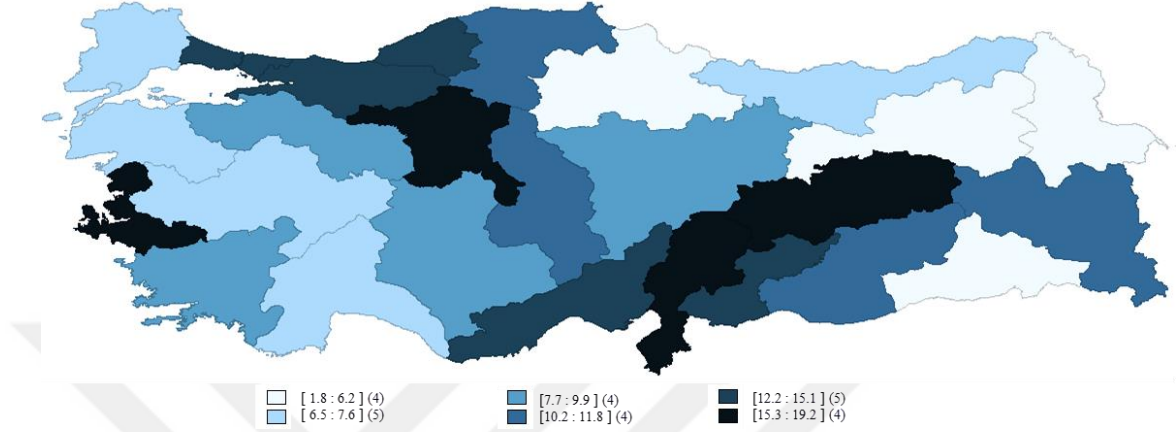 [ 1.8 : 6.2 ] (4) [7.7 : 9.9 ] (4) [12.2 : 15.1 ] (5)
[ 6.5 : 7.6 ] (5) [10.2 : 11.8 ] (4) [15.3 : 19.2 ] (4)